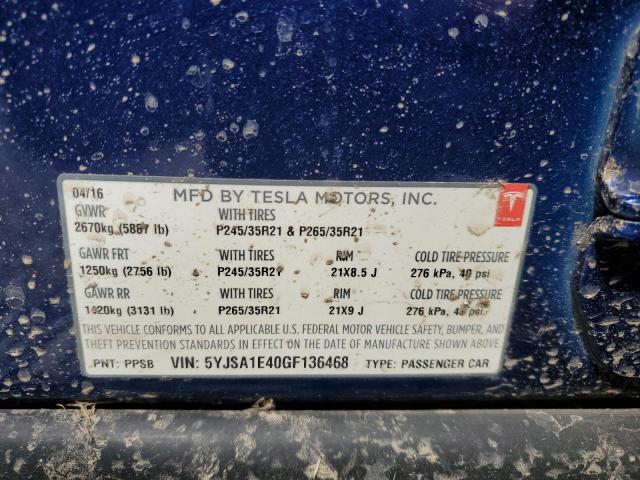 04/16 MFD BY TESLA MOTORS, INC.
GVWR WITH TIRES
2670kg (5887 lb) P245/35R21 & P265/35R21
GAWR FRT WITH TIRES RIM COLD TIRE PRESSURE
1250kg (2756 lb) P245/35R21 21X8.5 J 276 kPa, 40 psi
GAWR RR WITH TIRES RIM COLD TIRE PRESSURE
1420kg (3131 lb) P265/35R21 21X9 J 276 kPa, psi
THIS VEHICLE CONFORMS TO ALL APPLICABLE U.S. FEDERAL MOTOR VEHICLE SAFETY, BUMPER, AND
THEFT PREVENTION STANDARDS IN EFFECT ON THE DATE OF MANUFACTURE SHOWN ABOVE.
PNT: PPSB VIN: 5YJSA1E40GF136468 TYPE: PASSENGER CAR
TESLA